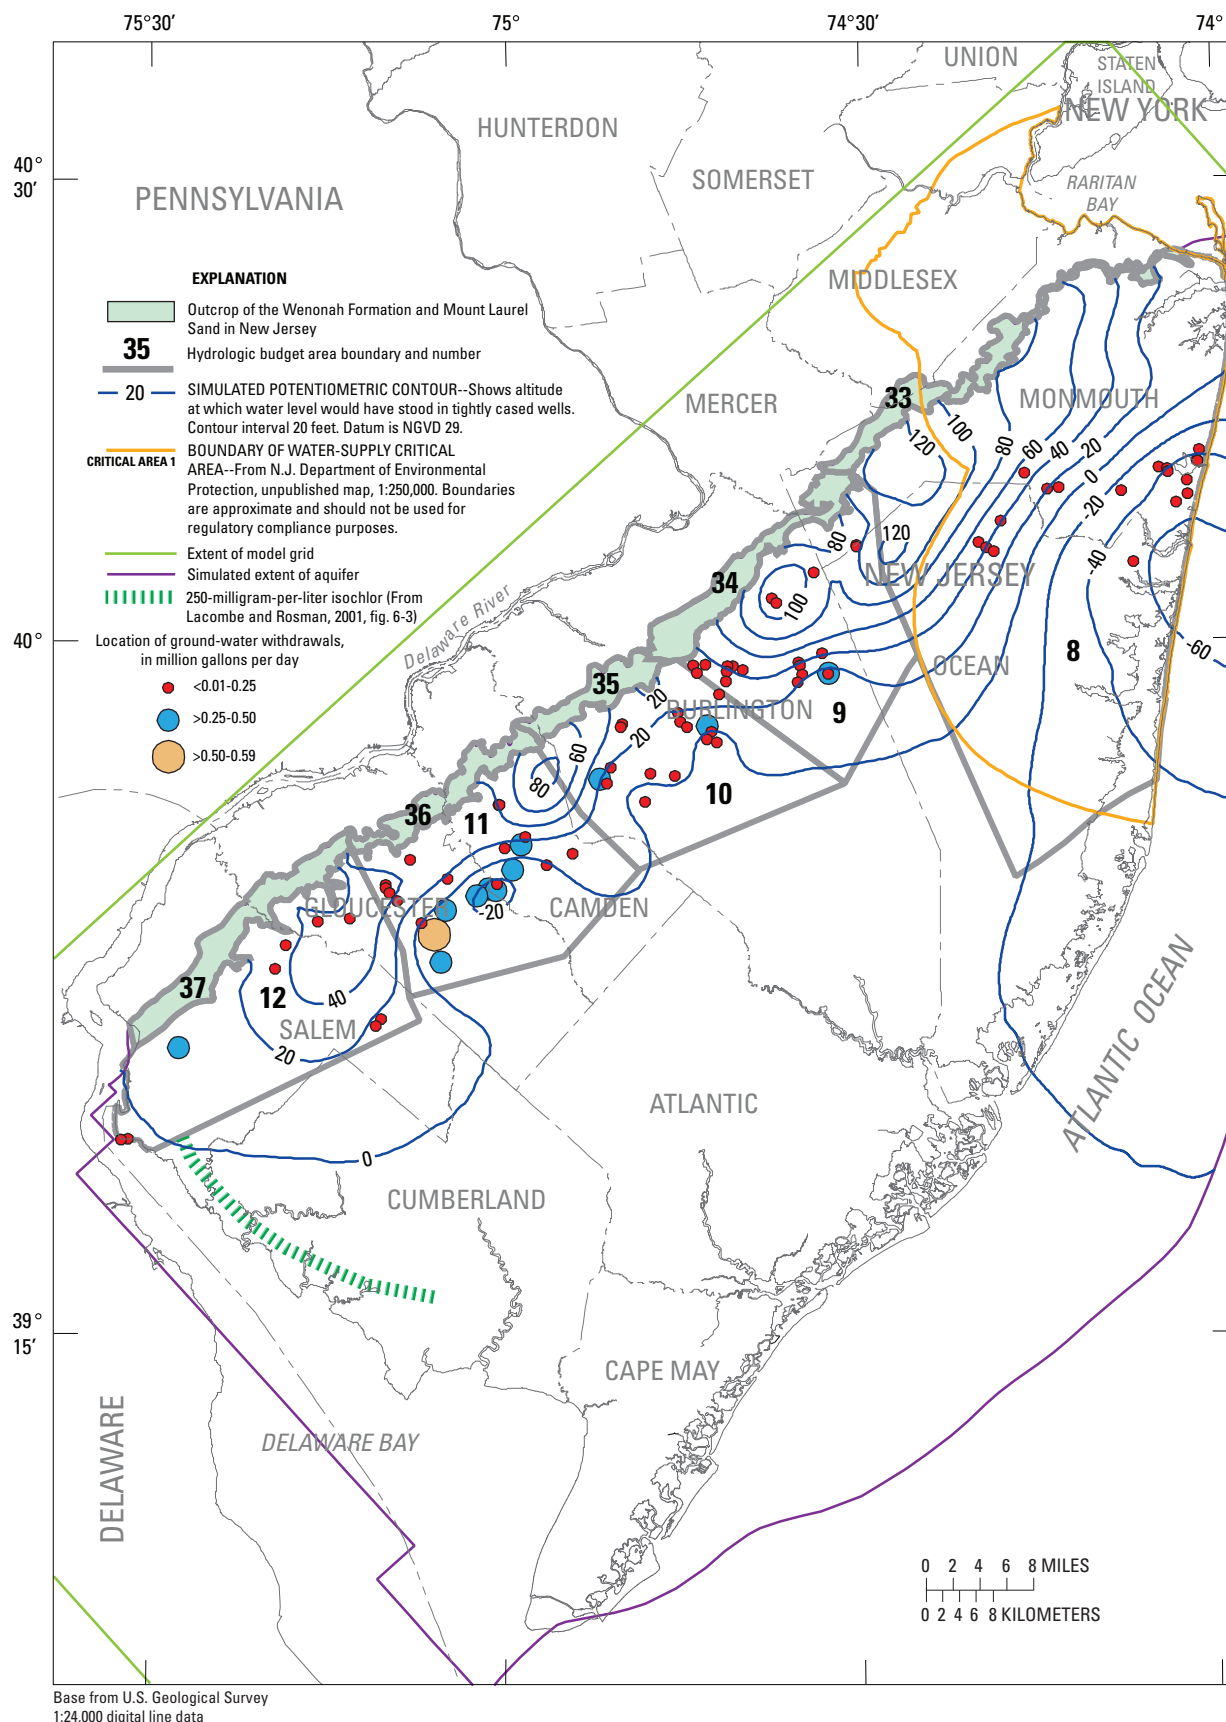 75°30′
75°
74°30′
74°
40°
30′
40°
39°
15′
UNION
STATEN
ISLAND
NEW YORK
HUNTERDON
SOMERSET
PENNSYLVANIA
RARITAN
BAY
MIDDLESEX
EXPLANATION
Outcrop of the Wenonah Formation and Mount Laurel
Sand in New Jersey
35
Hydrologic budget area boundary and number
20
SIMULATED POTENTIOMETRIC CONTOUR--Shows altitude
at which water level would have stood in tightly cased wells.
Contour interval 20 feet. Datum is NGVD 29.
CRITICAL AREA 1
BOUNDARY OF WATER-SUPPLY CRITICAL
AREA--From N.J. Department of Environmental
Protection, unpublished map, 1:250,000. Boundaries
are approximate and should not be used for
regulatory compliance purposes.
Extent of model grid
Simulated extent of aquifer
250-milligram-per-liter isochlor (From
Lacombe and Rosman, 2001, fig. 6-3)
Location of ground-water withdrawals,
in million gallons per day
<0.01-0.25
>0.25-0.50
>0.50-0.59
MERCER
MONMOUTH
33
120
100
80
60
40
20
0
-20
-40
-60
120
80
100
NEW JERSEY
34
Delaware River
OCEAN
8
35
20
BURLINGTON
9
20
60
80
10
36
11
GLOUCESTER
-20
CAMDEN
37
12
40
SALEM
20
0
ATLANTIC
ATLANTIC OCEAN
CUMBERLAND
CAPE MAY
DELAWARE
DELAWARE BAY
0 2 4 6 8 MILES
0 2 4 6 8 KILOMETERS
Base from U.S. Geological Survey
1:24,000 digital line data